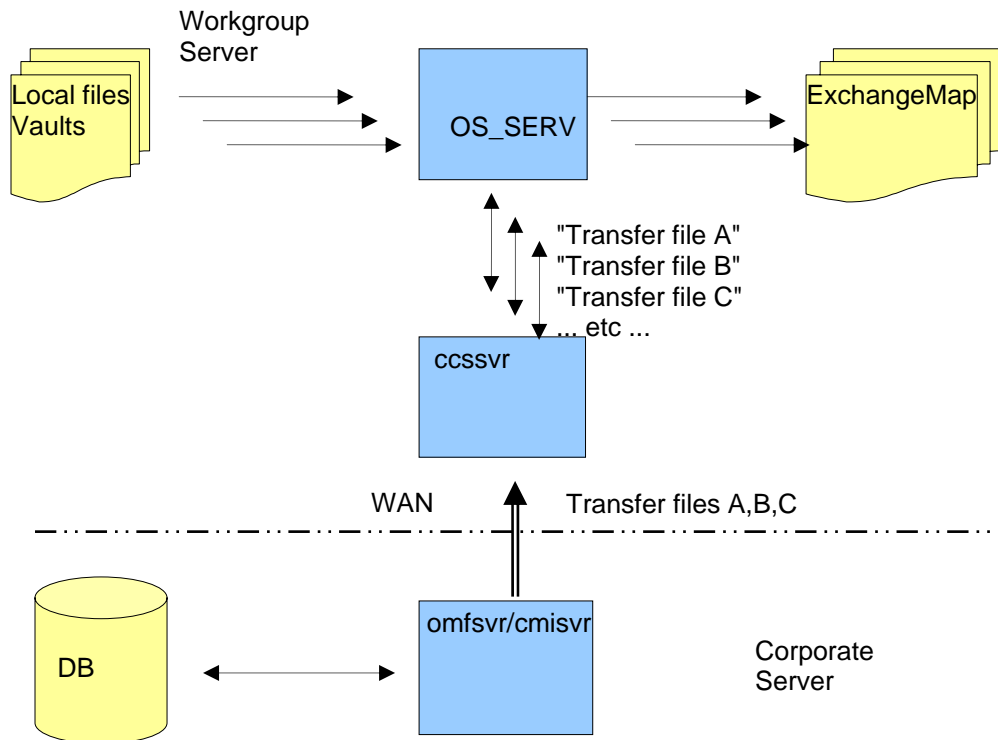 Workgroup
Server
Local files
Vaults
OS_SERV
ExchangeMap
"Transfer file A"
"Transfer file B"
"Transfer file C"
... etc ...
ccssvr
WAN
Transfer files A,B,C
omfsvr/cmisvr
DB
Corporate
Server